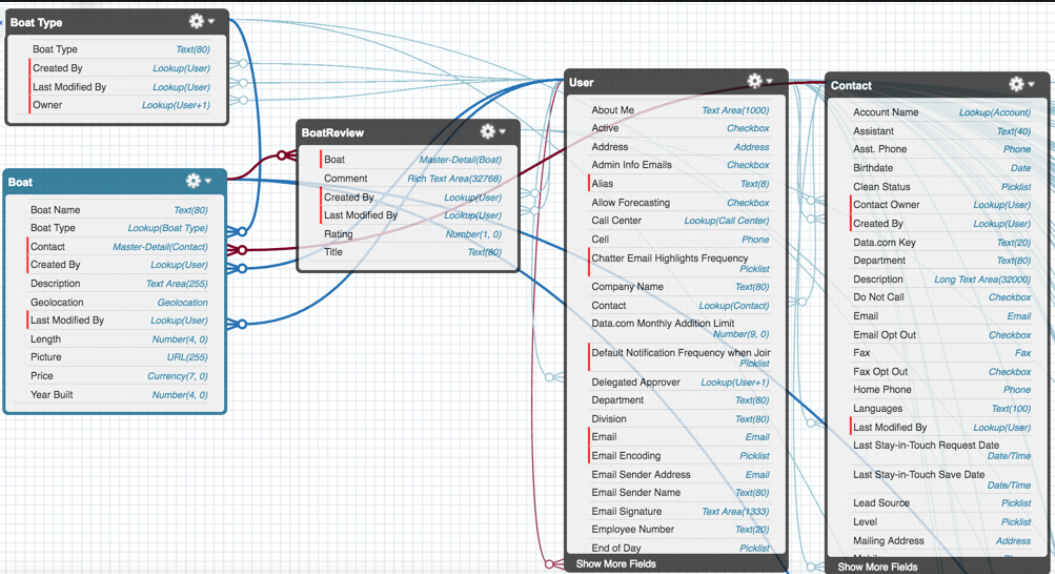 Boat Type
Boat Type Text(80)
Created By Lookup(User)
Last Modified By Lookup(User)
Owner Lookup(User+1)
Boat
Boat Name Text(80)
Boat Type Lookup(Boat Type)
Contact Master-Detail(Contact)
Created By Lookup(User)
Description Text Area(255)
Geolocation Geolocation
Last Modified By Lookup(User)
Length Number(4, 0)
Picture URL(255)
Price Currency(7, 0)
Year Built Number(4, 0)
BoatReview
Boat Master-Detail(Boat)
Comment Rich Text Area(32768)
Created By Lookup(User)
Last Modified By Lookup(User)
Rating Number(1, 0)
Title Text(80)
User
About Me Text Area(1000)
Active Checkbox
Address Address
Admin Info Emails Checkbox
Alias Text(8)
Allow Forecasting Checkbox
Call Center Lookup(Call Center)
Cell Phone
Chatter Email Highlights Frequency
Picklist
Company Name Text(80)
Contact Lookup(Contact)
Data.com Monthly Addition Limit
Number(9, 0)
Default Notification Frequency when Join
Picklist
Delegated Approver Lookup(User+1)
Department Text(80)
Division Text(80)
Email Email
Email Encoding Picklist
Email Sender Address Email
Email Sender Name Text(80)
Email Signature Text Area(1333)
Employee Number Text(20)
End of Day Picklist
Show More Fields
Contact
Account Name Lookup(Account)
Assistant Text(40)
Asst. Phone Phone
Birthdate Date
Clean Status Picklist
Contact Owner Lookup(User)
Created By Lookup(User)
Data.com Key Text(20)
Department Text(80)
Description Long Text Area(32000)
Do Not Call Checkbox
Email Email
Email Opt Out Checkbox
Fax Fax
Fax Opt Out Checkbox
Home Phone Phone
Languages Text(100)
Last Modified By Lookup(User)
Last Stay-in-Touch Request Date
Date/Time
Last Stay-in-Touch Save Date
Date/Time
Lead Source Picklist
Level Picklist
Mailing Address Address
Show More Fields